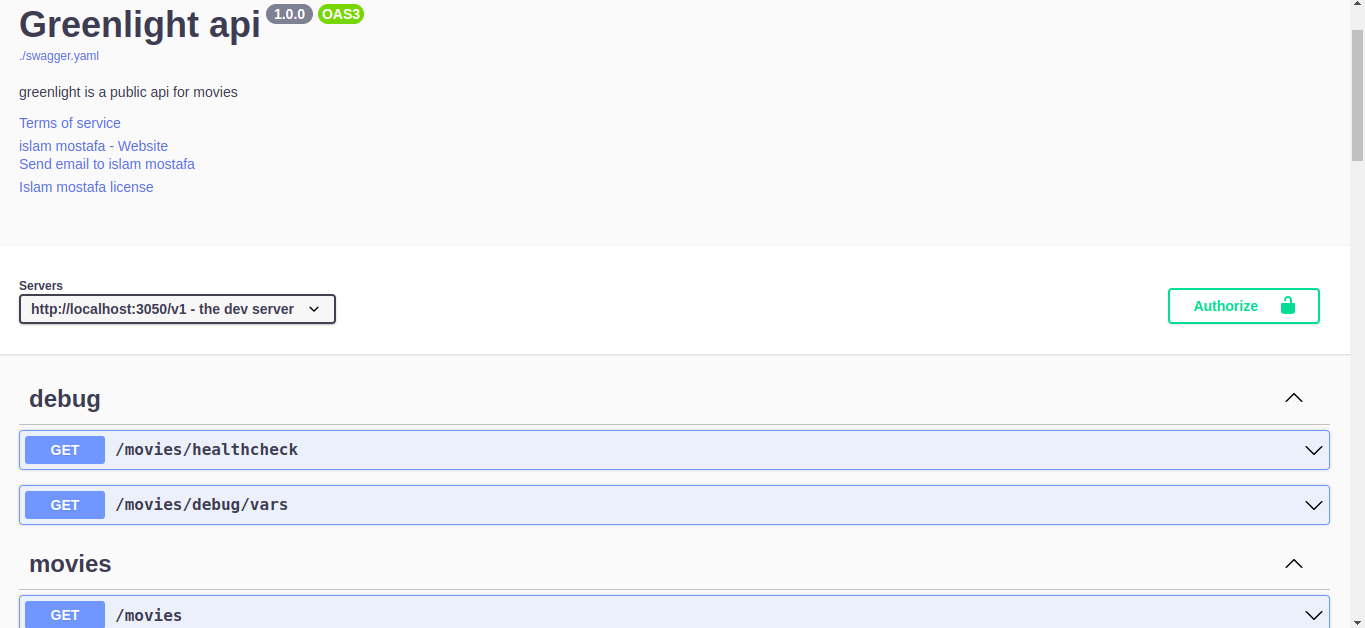 Greenlight api 1.0.0 OAS3
./swagger.yaml
greenlight is a public api for movies
Terms of service
islam mostafa - Website
Send email to islam mostafa
Islam mostafa license
Servers
http://localhost:3050/v1 - the dev server
Authorize
debug
GET /movies/healthcheck
GET /movies/debug/vars
movies
GET /movies